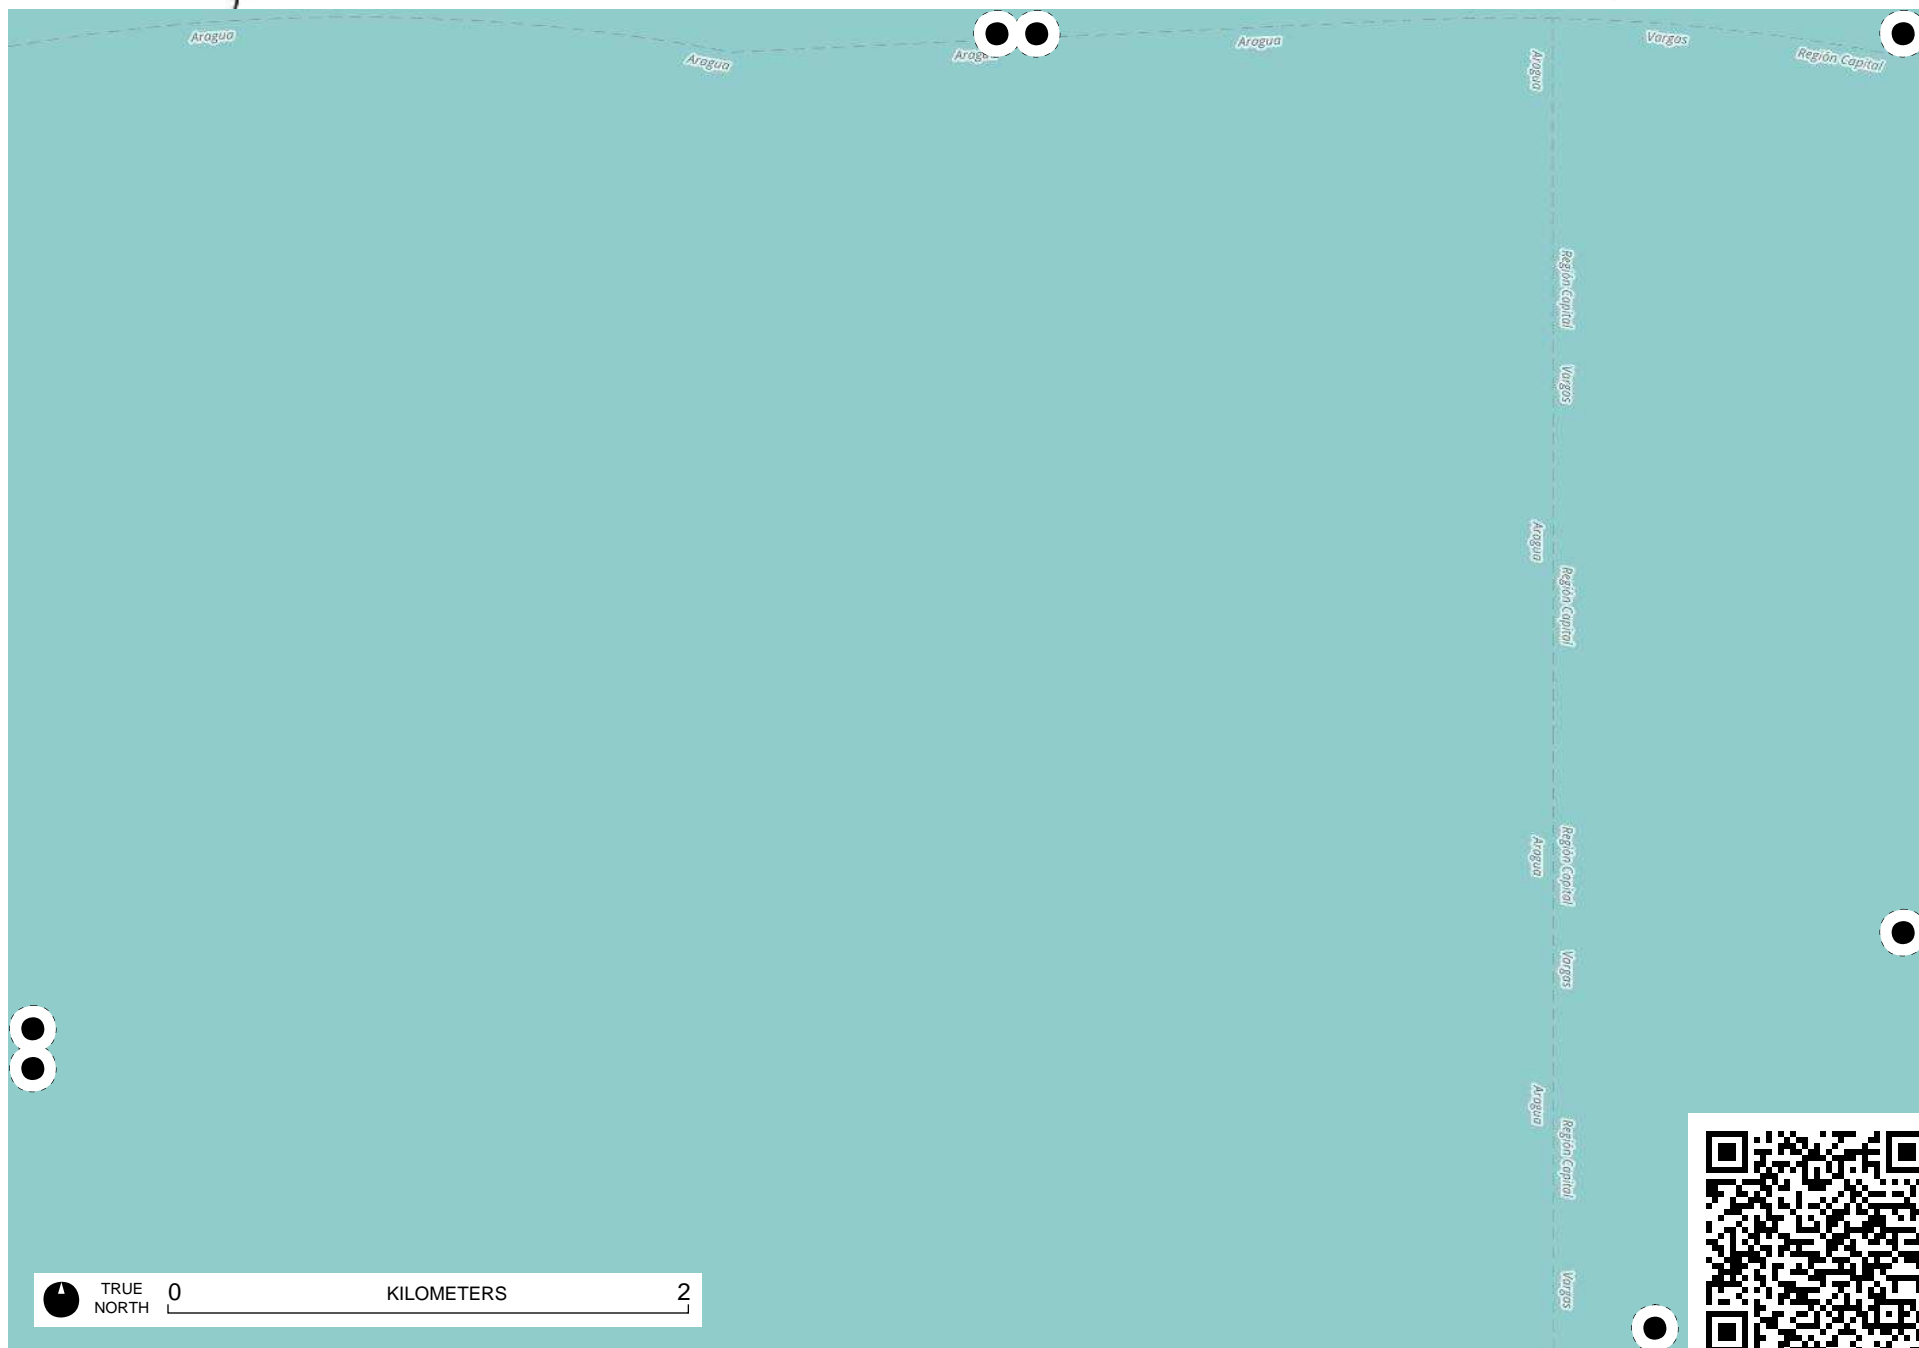 Aragua
Aragua
Aragua
Vargas
Región Capital
Aragua
Región Capital
Vargas
Aragua
Región Capital
Aragua
Región Capital
Vargas
Aragua
Región Capital
Vargas
TRUE
NORTH
0 KILOMETERS 2